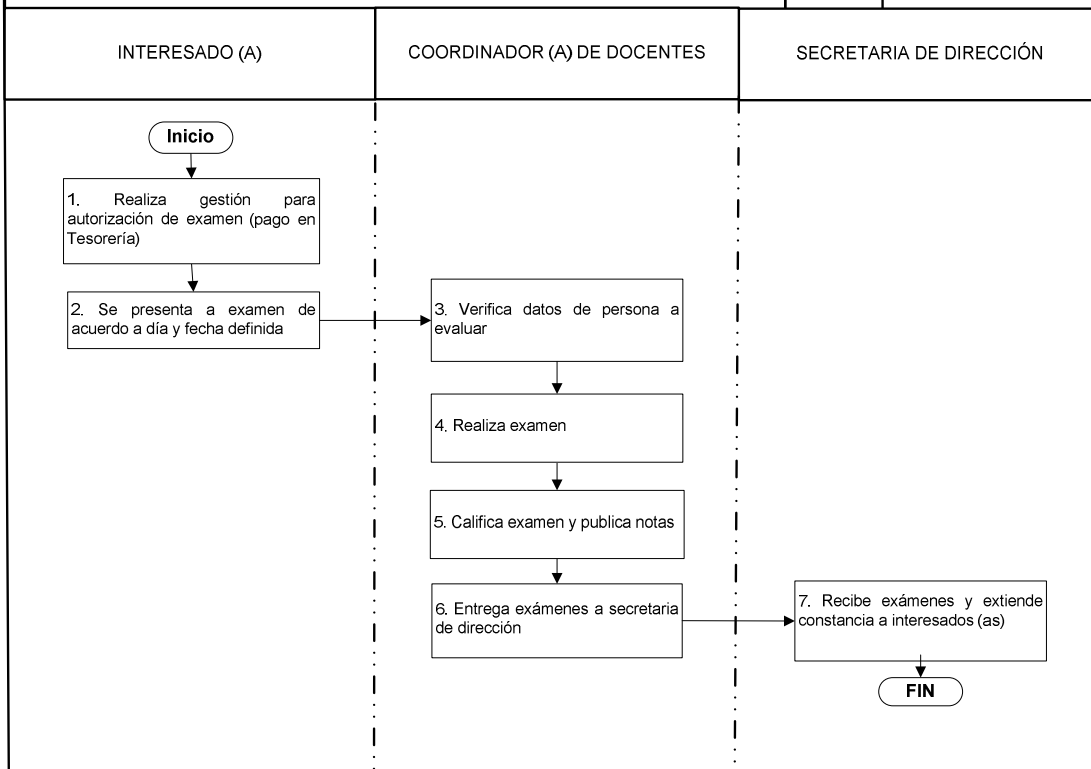 INTERESADO (A)
COORDINADOR (A) DE DOCENTES
SECRETARIA DE DIRECCIÓN
Inicio
1. Realiza gestión para
autorización de examen (pago en
Tesorería)
2. Se presenta a examen de
acuerdo a día y fecha definida
3. Verifica datos de persona a
evaluar
4. Realiza examen
5. Califica examen y publica notas
6. Entrega exámenes a secretaria
de dirección
7. Recibe exámenes y extiende
constancia a interesados (as)
FIN